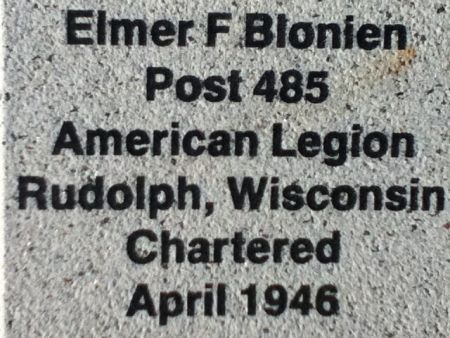 Elmer F Blonien
Post 485
American Legion
Rudolph, Wisconsin
Chartered
April 1946